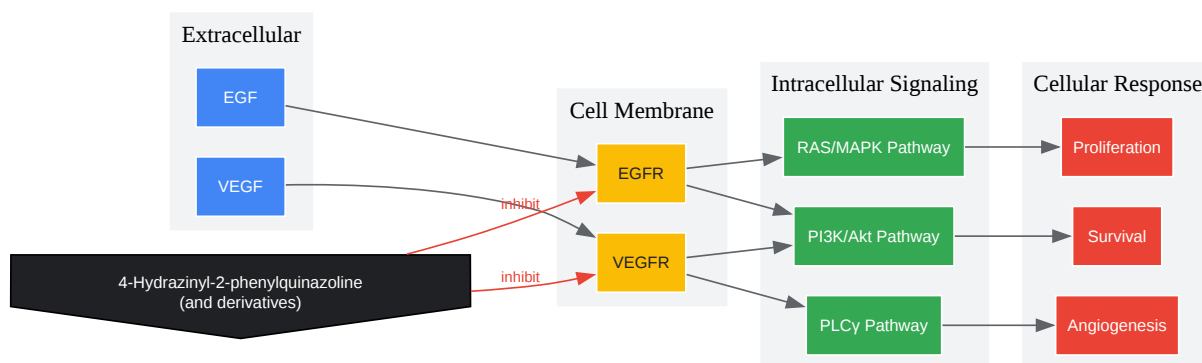 Extracellular
EGF
VEGF
4-Hydrazinyl-2-phenylquinazoline
(and derivatives)
inhibit
inhibit
Cell Membrane
EGFR
VEGFR
Intracellular Signaling
RAS/MAPK Pathway
PI3K/Akt Pathway
PLCγ Pathway
Cellular Response
Proliferation
Survival
Angiogenesis